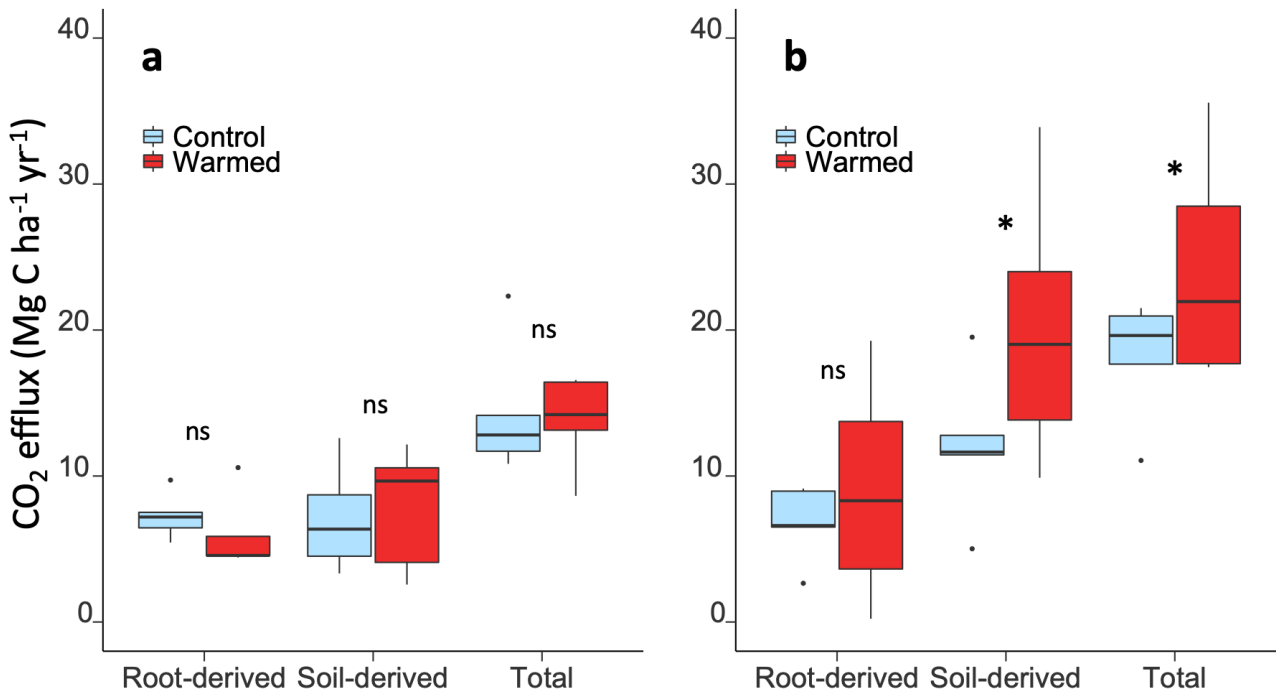 CO₂ efflux (Mg C ha⁻¹ yr⁻¹)
a
Control
Warmed
40
30
20
10
0
ns
ns
ns
Root-derived Soil-derived Total
b
Control
Warmed
40
30
20
10
0
ns
*
*
Root-derived Soil-derived Total